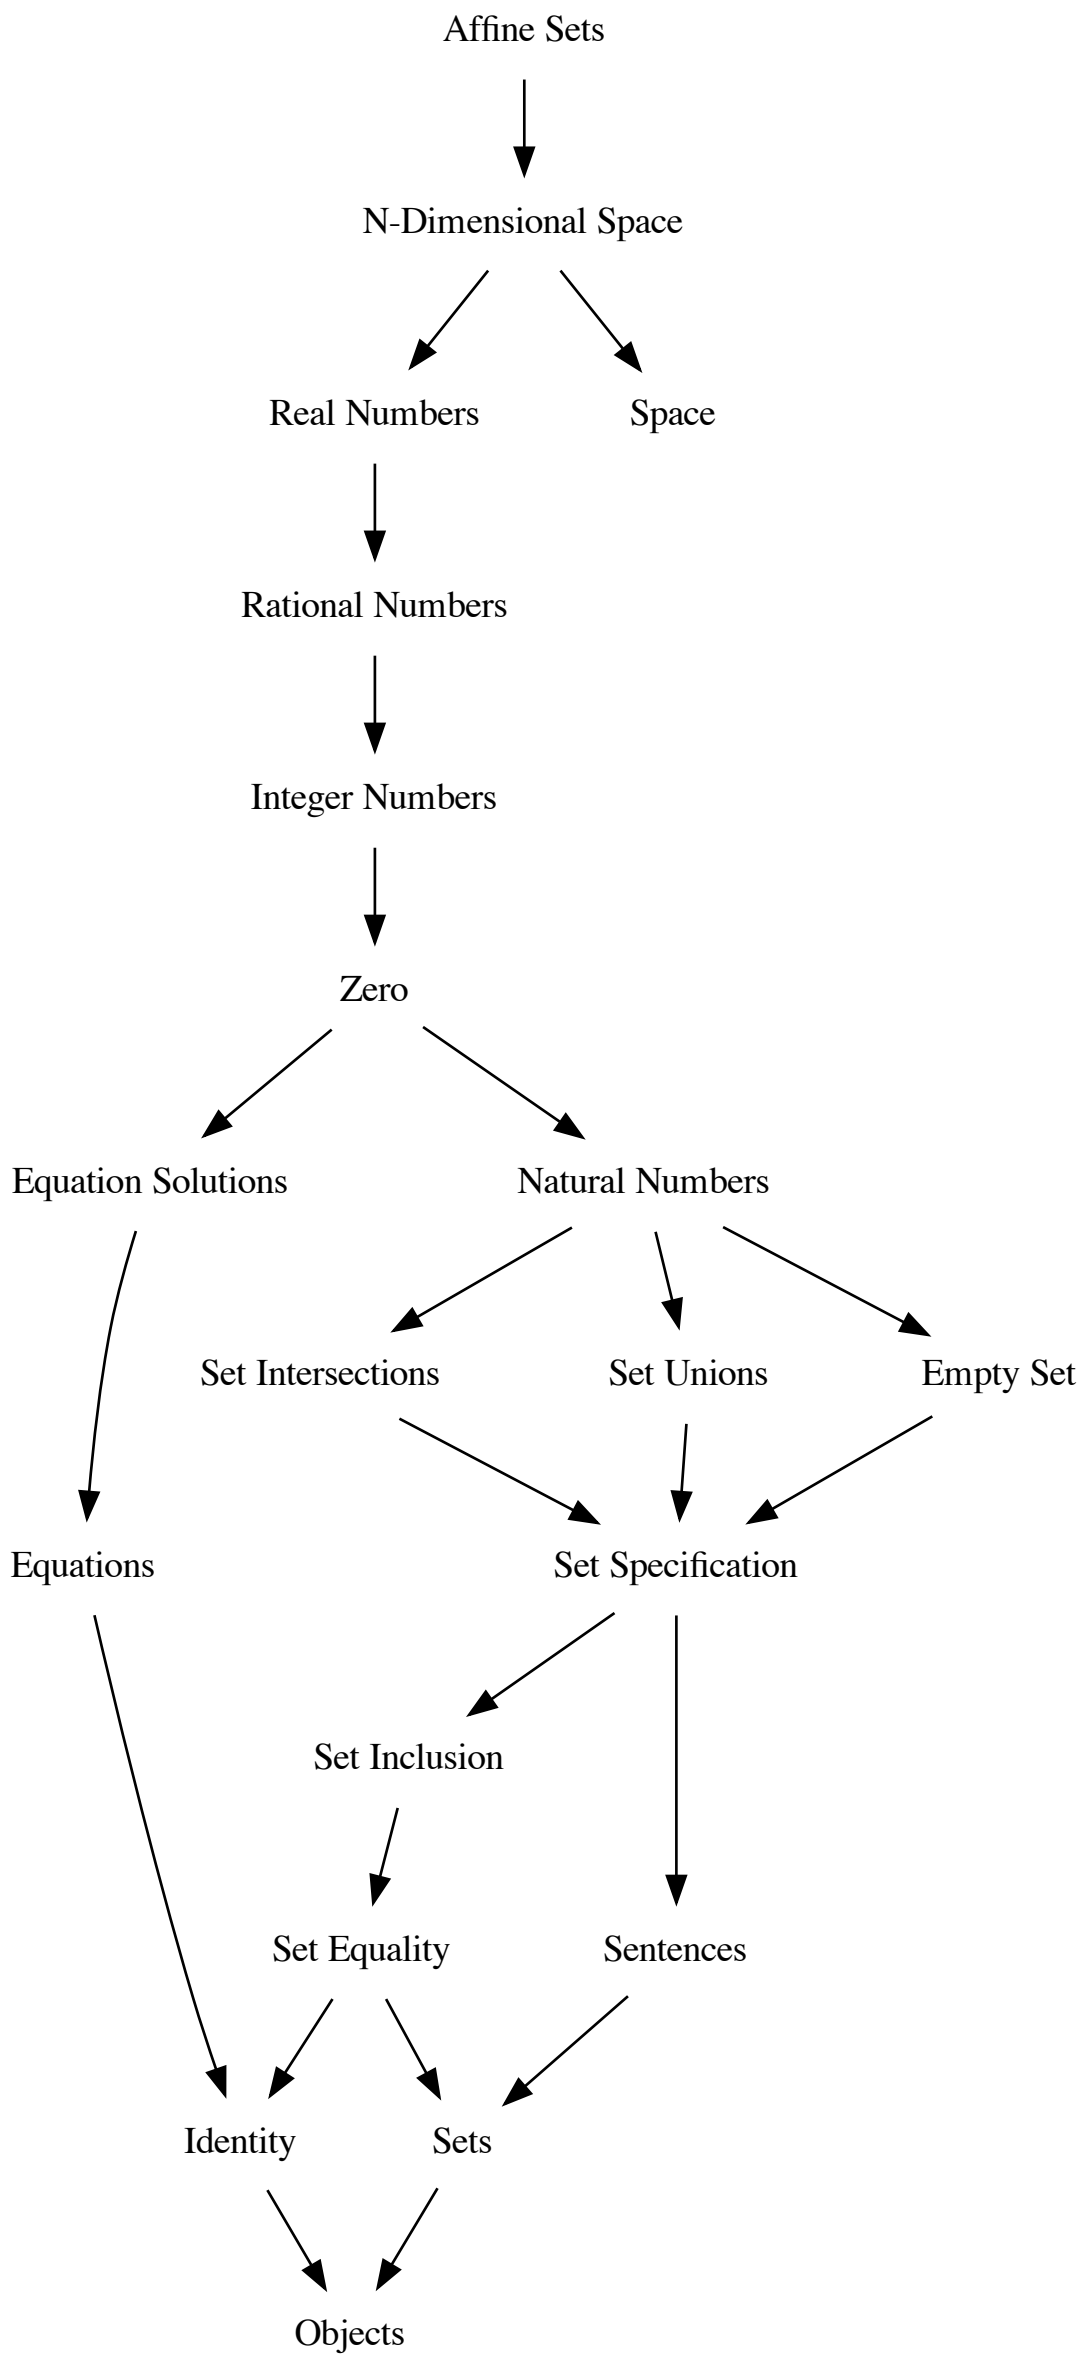 Affine Sets
N-Dimensional Space
Real Numbers
Space
Rational Numbers
Integer Numbers
Zero
Equation Solutions
Natural Numbers
Set Intersections
Set Unions
Empty Set
Equations
Set Specification
Set Inclusion
Set Equality
Sentences
Identity
Sets
Objects